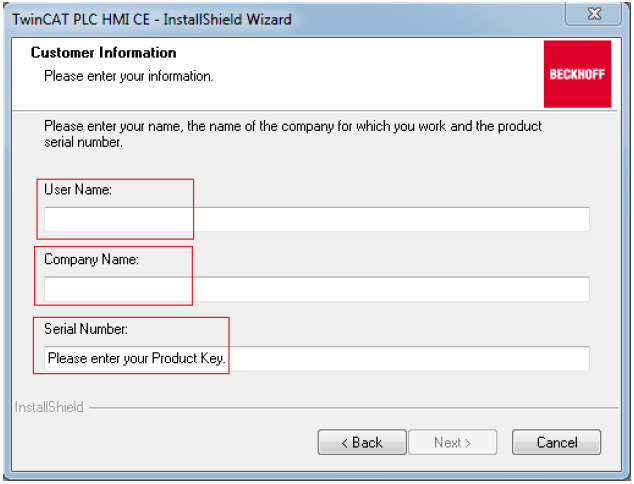 TwinCAT PLC HMI CE - InstallShield Wizard
Customer Information
Please enter your information.
BECKHOFF
Please enter your name, the name of the company for which you work and the product
serial number.
User Name:
Company Name:
Serial Number:
Please enter your Product Key.
InstallShield
< Back
Next >
Cancel